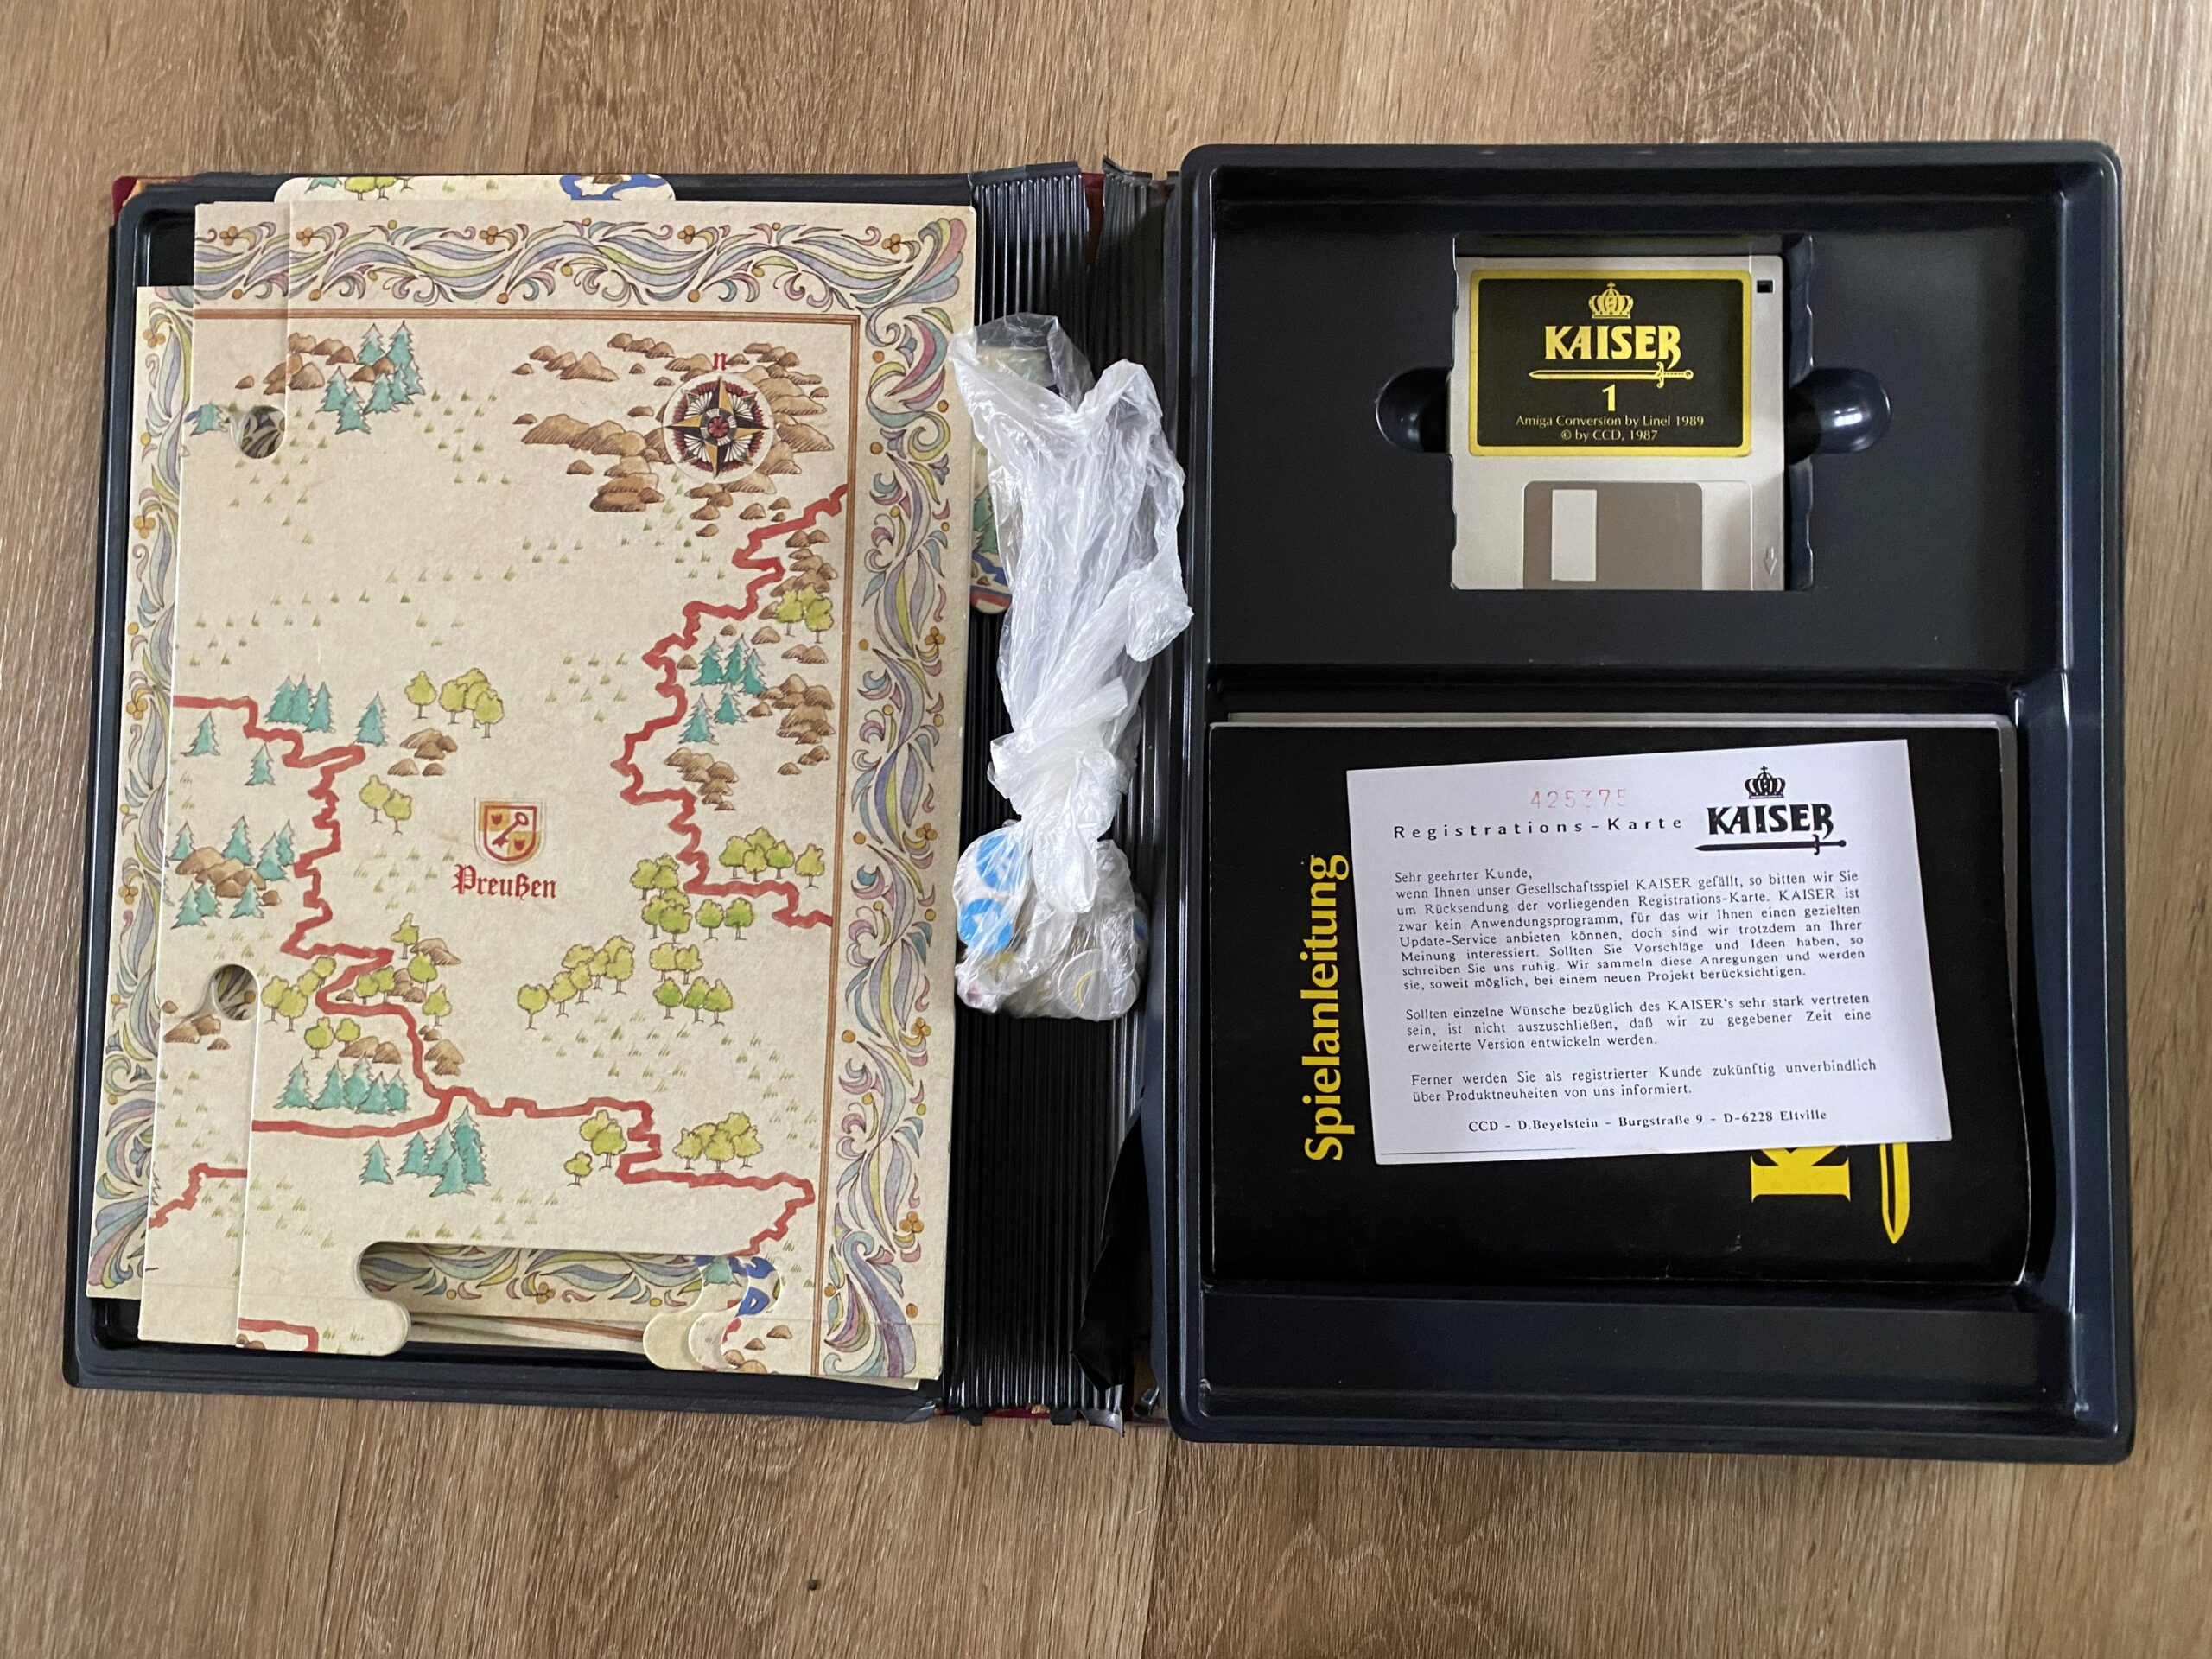 n
Preußen
KAISER
1
Amiga Conversion by Linel 1989
© by CCD, 1987
Spielanleitung
K
425375
Registrations-Karte
KAISER
Sehr geehrter Kunde,
wenn Ihnen unser Gesellschaftsspiel KAISER gefällt, so bitten wir Sie
um Rücksendung der vorliegenden Registrations-Karte. KAISER ist
zwar kein Anwendungsprogramm, für das wir Ihnen einen gezielten
Update-Service anbieten können, doch sind wir trotzdem an Ihrer
Meinung interessiert. Sollten Sie Vorschläge und Ideen haben, so
schreiben Sie uns ruhig. Wir sammeln diese Anregungen und werden
sie, soweit möglich, bei einem neuen Projekt berücksichtigen.
Sollten einzelne Wünsche bezüglich des KAISER's sehr stark vertreten
sein, ist nicht auszuschließen, daß wir zu gegebener Zeit eine
erweiterte Version entwickeln werden.
Ferner werden Sie als registrierter Kunde zukünftig unverbindlich
über Produktneuheiten von uns informiert.
CCD - D.Beyelstein - Burgstraße 9 - D-6228 Eltville